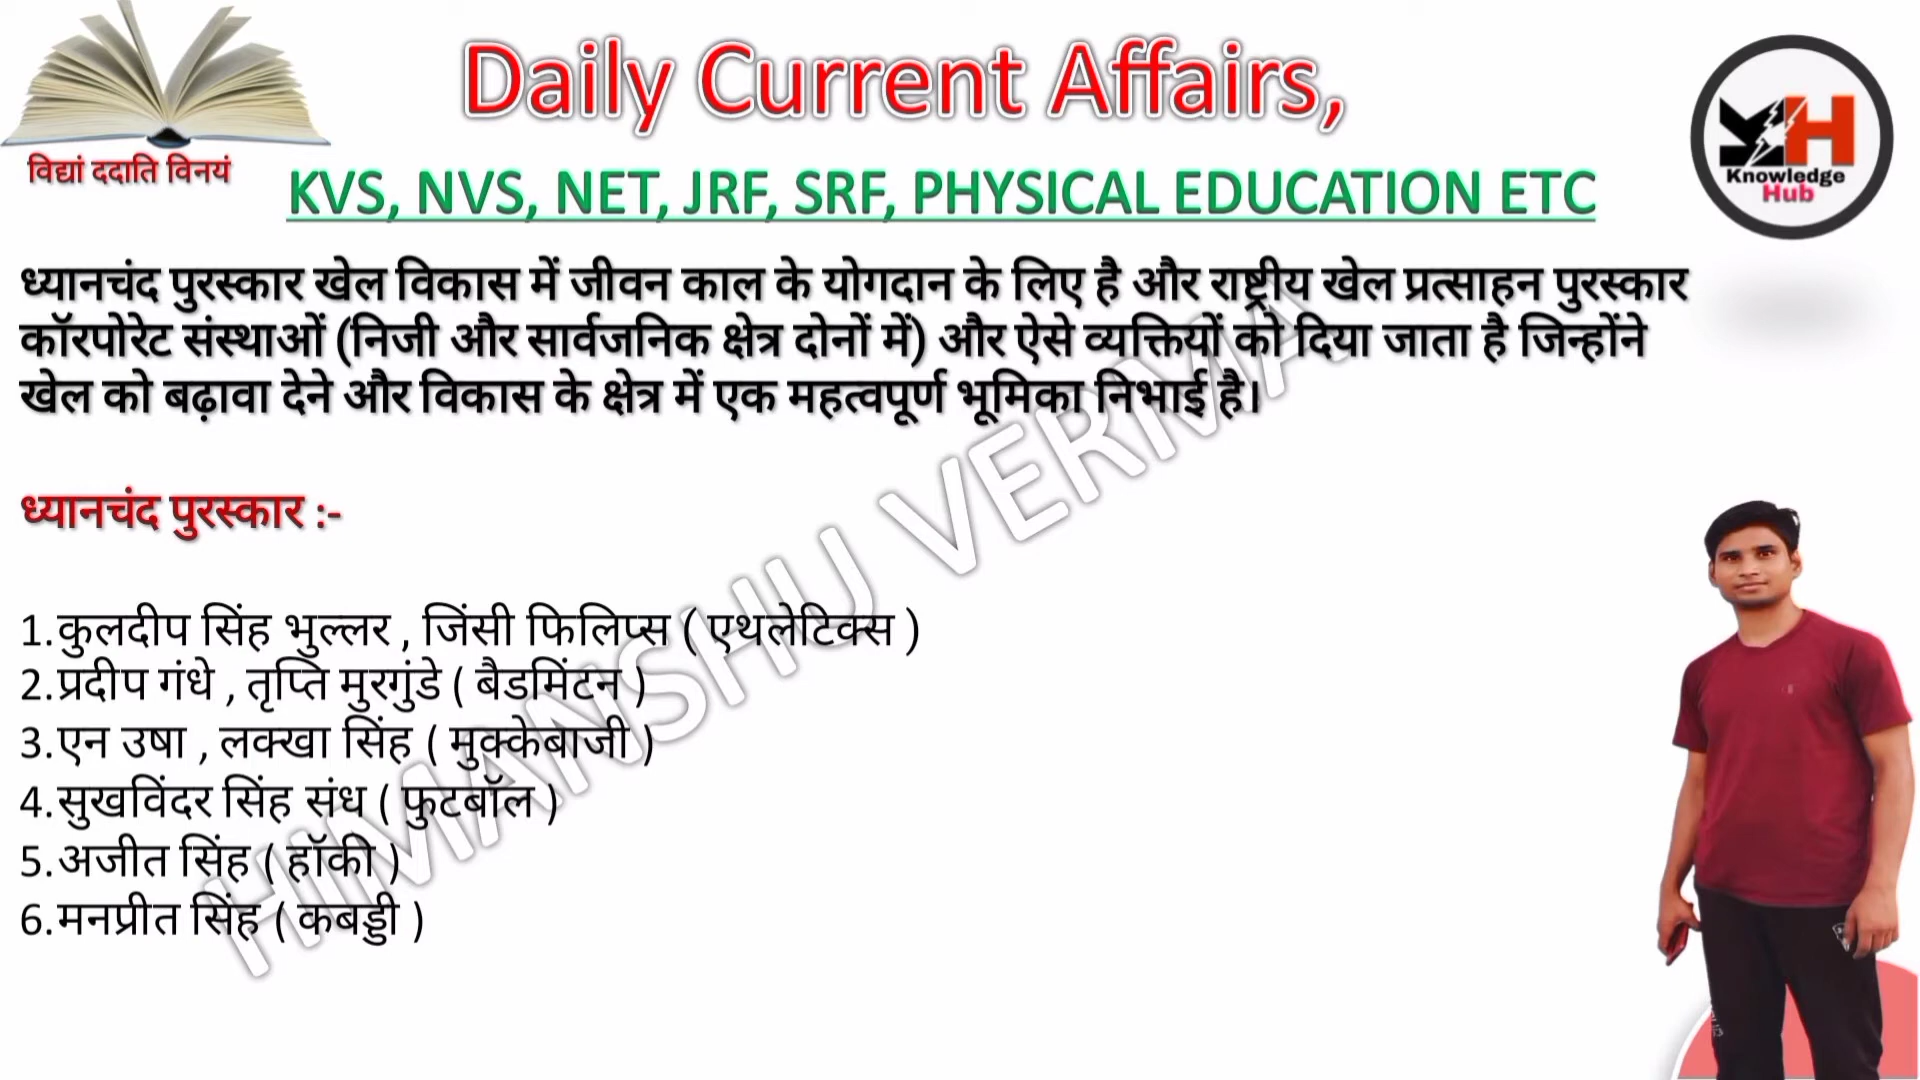 Daily Current Affairs,
विद्यां ददाति विनयं
KVS, NVS, NET, JRF, SRF, PHYSICAL EDUCATION ETC
KH
Knowledge
Hub
ध्यानचंद पुरस्कार खेल विकास में जीवन काल के योगदान के लिए है और राष्ट्रीय खेल प्रत्साहन पुरस्कार
कॉरपोरेट संस्थाओं (निजी और सार्वजनिक क्षेत्र दोनों में) और ऐसे व्यक्तियों को दिया जाता है जिन्होंने
खेल को बढ़ावा देने और विकास के क्षेत्र में एक महत्वपूर्ण भूमिका निभाई है।
ध्यानचंद पुरस्कार :-
1.कुलदीप सिंह भुल्लर , जिंसी फिलिप्स ( एथलेटिक्स )
2.प्रदीप गंधे , तृप्ति मुरगुंडे ( बैडमिंटन )
3.एन उषा , लक्खा सिंह ( मुक्केबाजी )
4.सुखविंदर सिंह संध ( फुटबॉल )
5.अजीत सिंह ( हॉकी )
6.मनप्रीत सिंह ( कबड्डी )
HIMANSHU VERMA